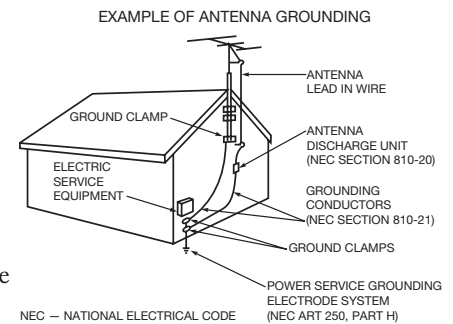 EXAMPLE OF ANTENNA GROUNDING
ANTENNA
LEAD IN WIRE
GROUND CLAMP
ANTENNA
DISCHARGE UNIT
(NEC SECTION 810-20)
ELECTRIC
SERVICE
EQUIPMENT
GROUNDING
CONDUCTORS
(NEC SECTION 810-21)
GROUND CLAMPS
POWER SERVICE GROUNDING
ELECTRODE SYSTEM
(NEC ART 250, PART H)
e
NEC — NATIONAL ELECTRICAL CODE